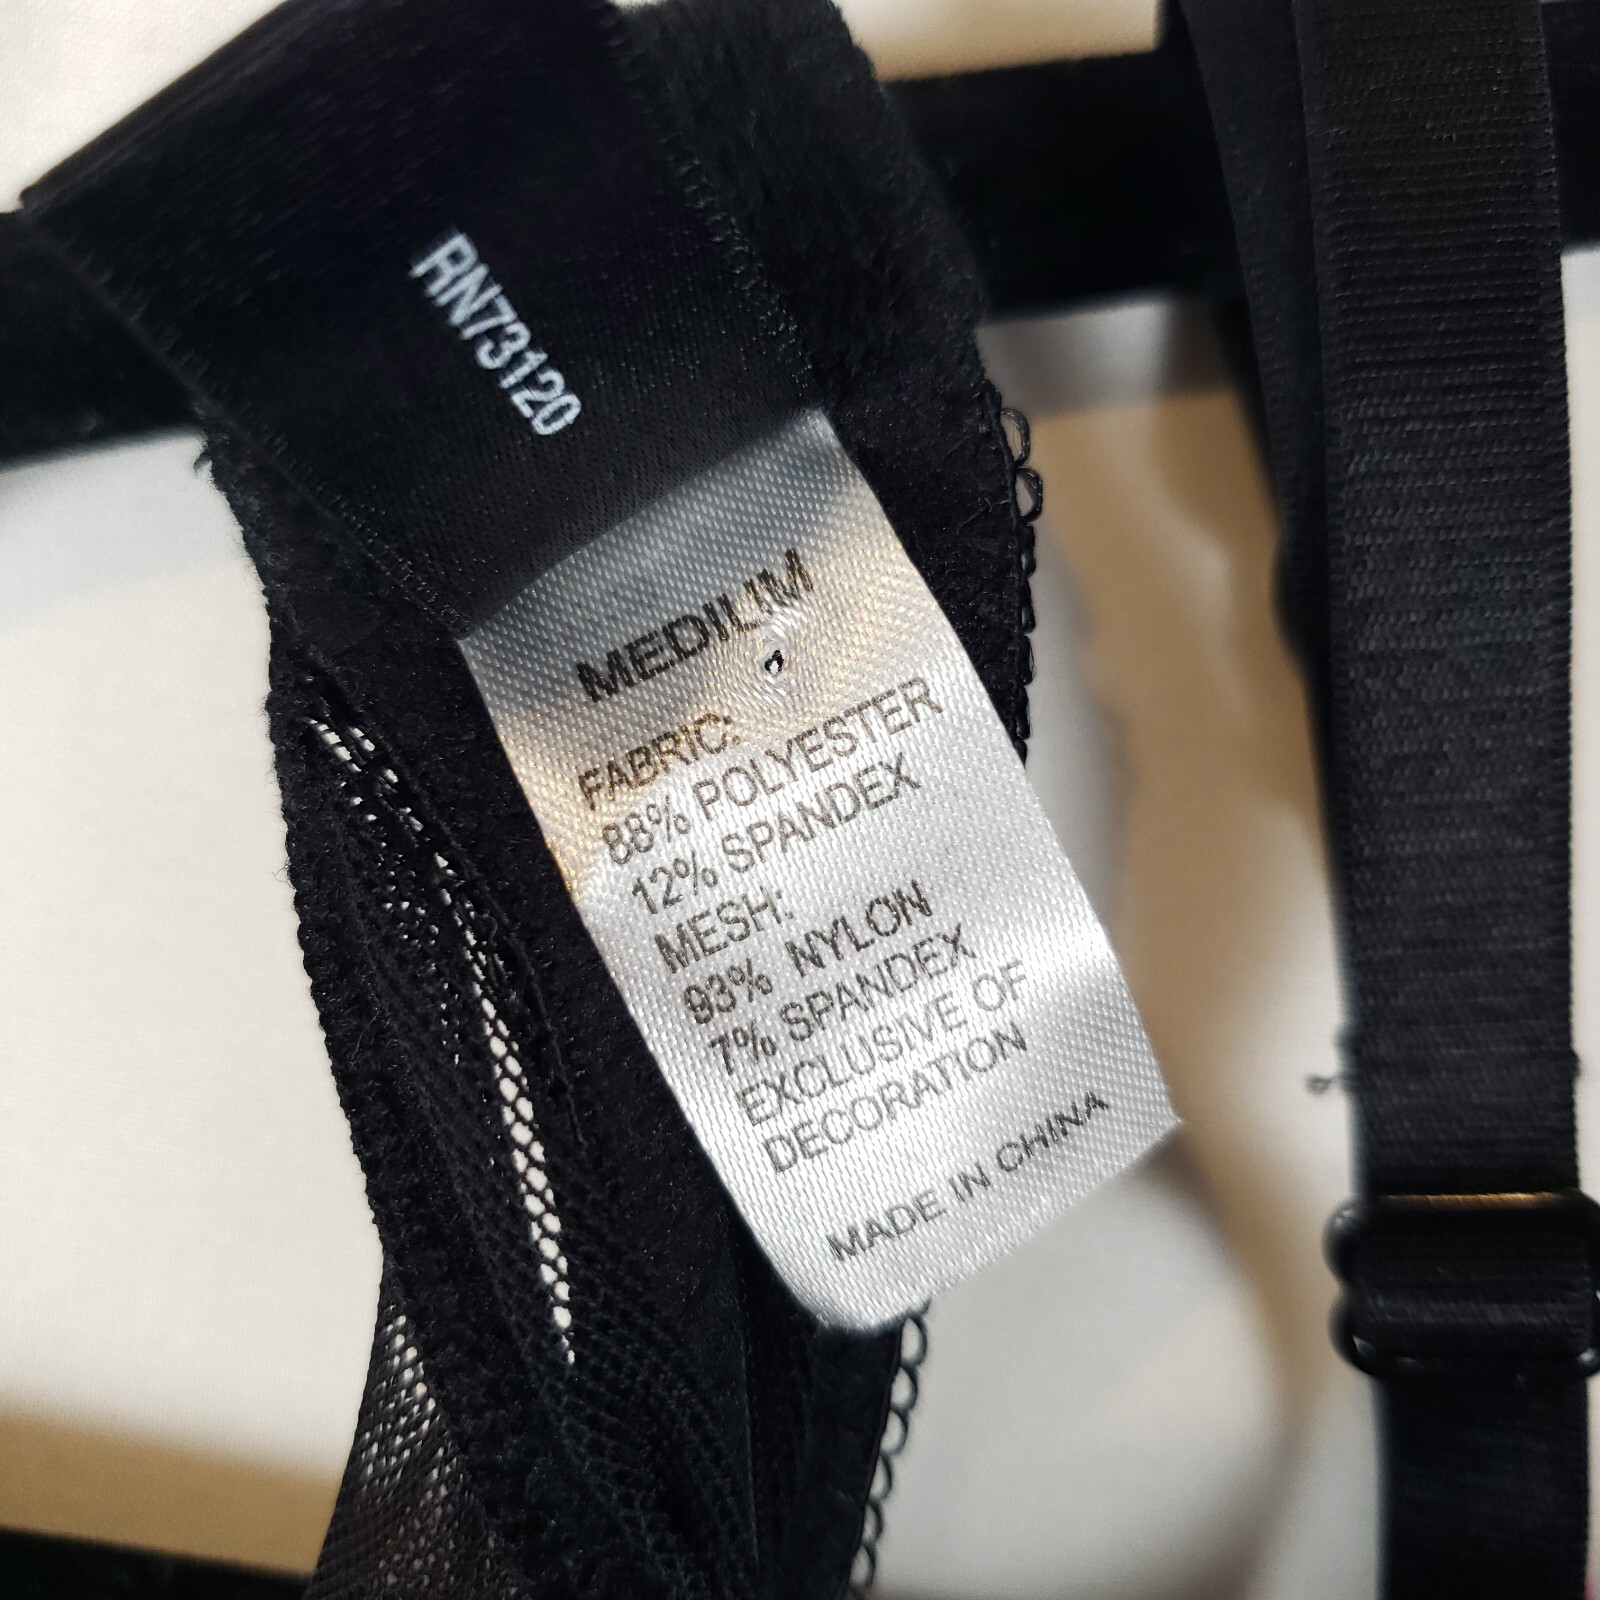 RN73120
MEDIUM
FABRIC:
88% POLYESTER
12% SPANDEX
MESH:
93% NYLON
7% SPANDEX
EXCLUSIVE OF
DECORATION
MADE IN CHINA